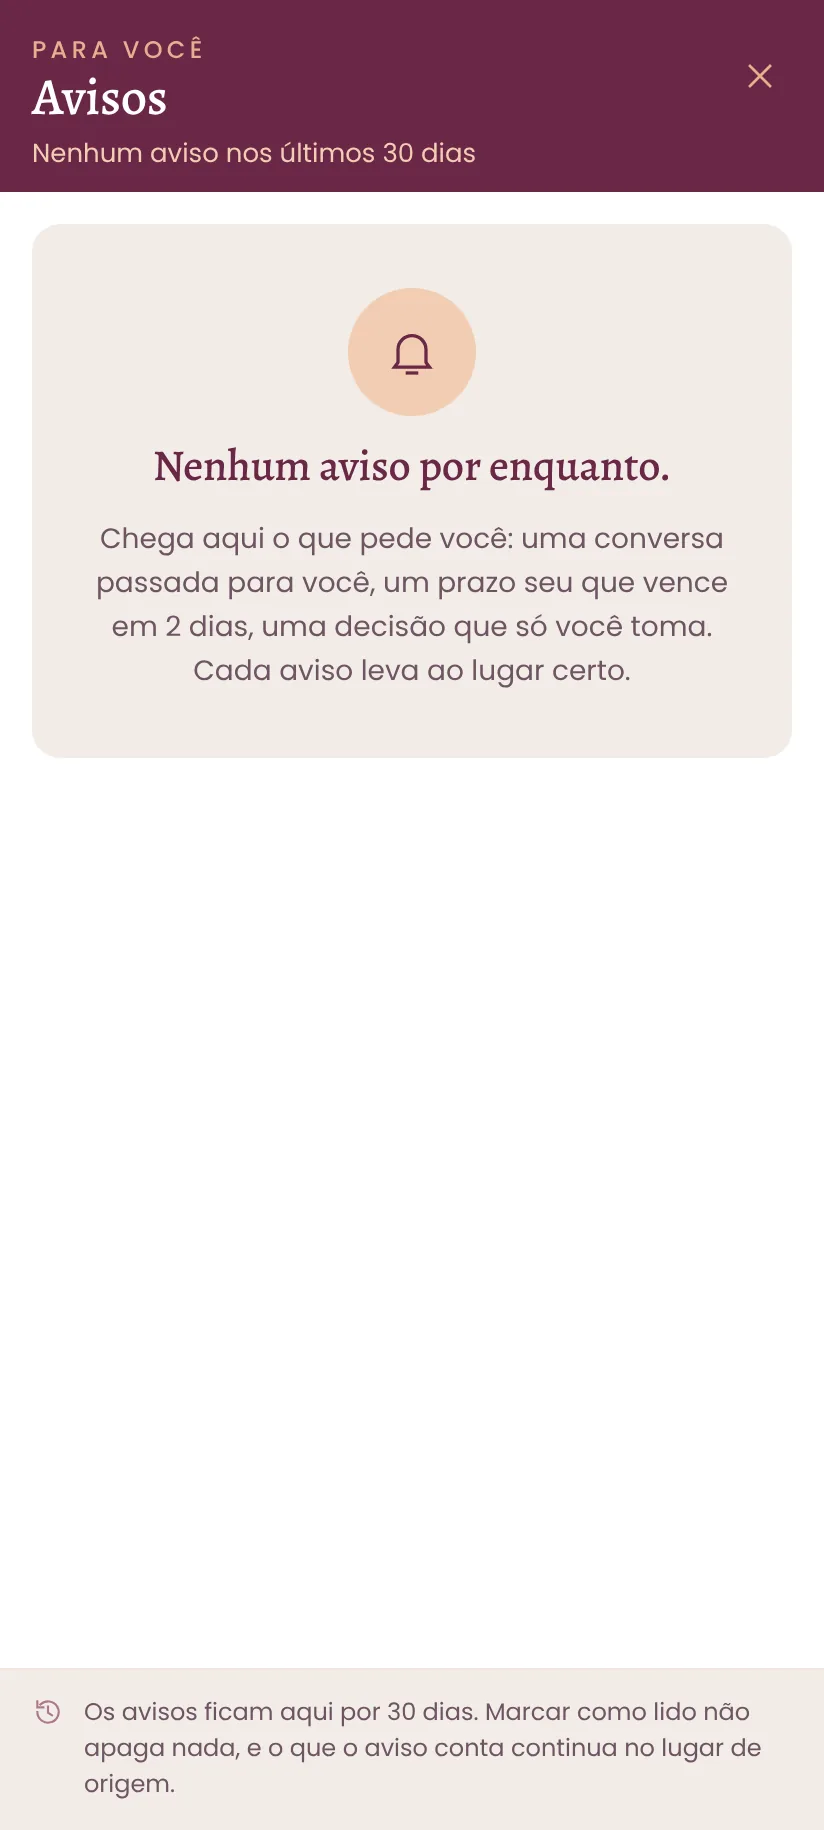 PARA VOCÊ
Avisos
Nenhum aviso nos últimos 30 dias
Nenhum aviso por enquanto.
Chega aqui o que pede você: uma conversa
passada para você, um prazo seu que vence
em 2 dias, uma decisão que só você toma.
Cada aviso leva ao lugar certo.
Os avisos ficam aqui por 30 dias. Marcar como lido não
apaga nada, e o que o aviso conta continua no lugar de
origem.